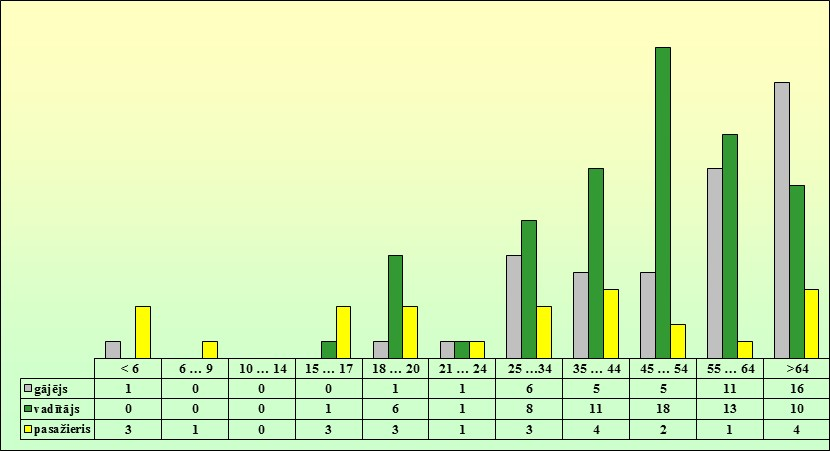 < 6 6 ... 9 10 ... 14 15 ... 17 18 ... 20 21 ... 24 25 ...34 35 ... 44 45 ... 54 55 ... 64 >64
gājējs 1 0 0 0 1 1 6 5 5 11 16
vadītājs 0 0 0 1 6 1 8 11 18 13 10
pasažieris 3 1 0 3 3 1 3 4 2 1 4